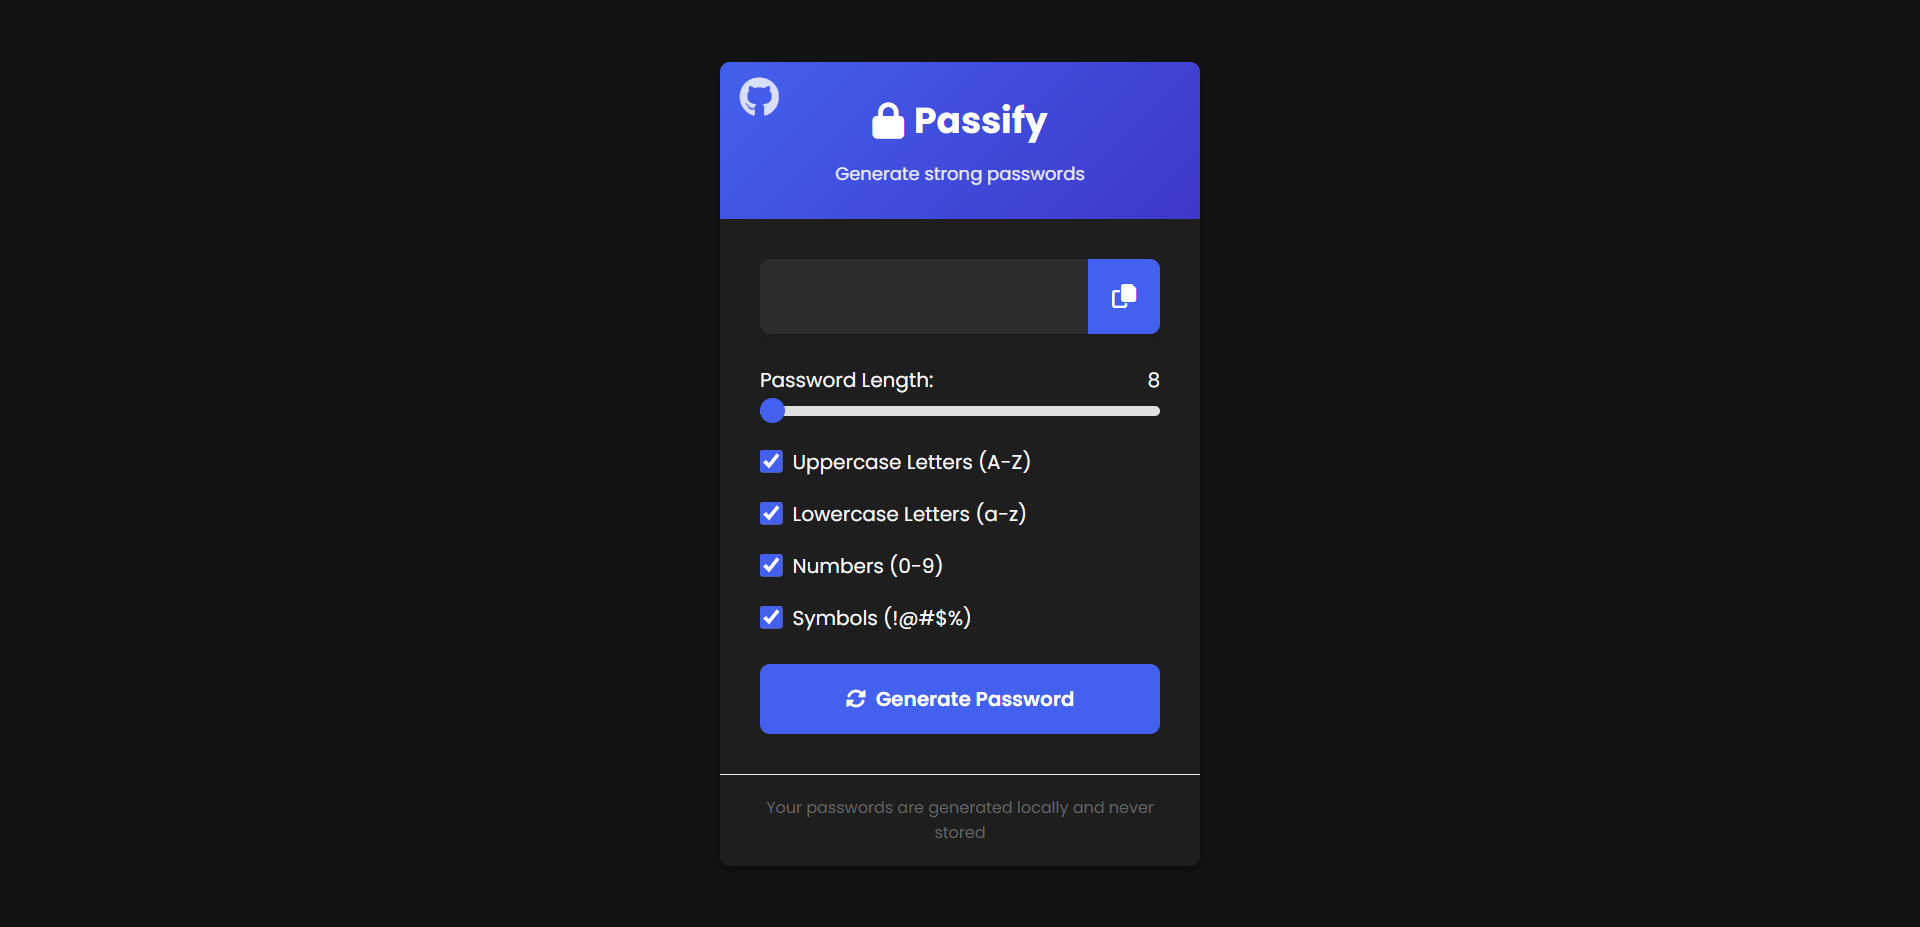 Passify
Generate strong passwords
Password Length: 8
Uppercase Letters (A-Z)
Lowercase Letters (a-z)
Numbers (0-9)
Symbols (!@#$%)
Generate Password
Your passwords are generated locally and never
stored